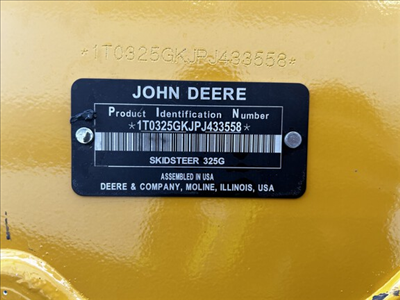 *1T0325GKJPJ433558*
JOHN DEERE
Product Identification Number
*1T0325GKJPJ433558*
SKIDSTEER 325G
ASSEMBLED IN USA
DEERE & COMPANY, MOLINE, ILLINOIS, USA